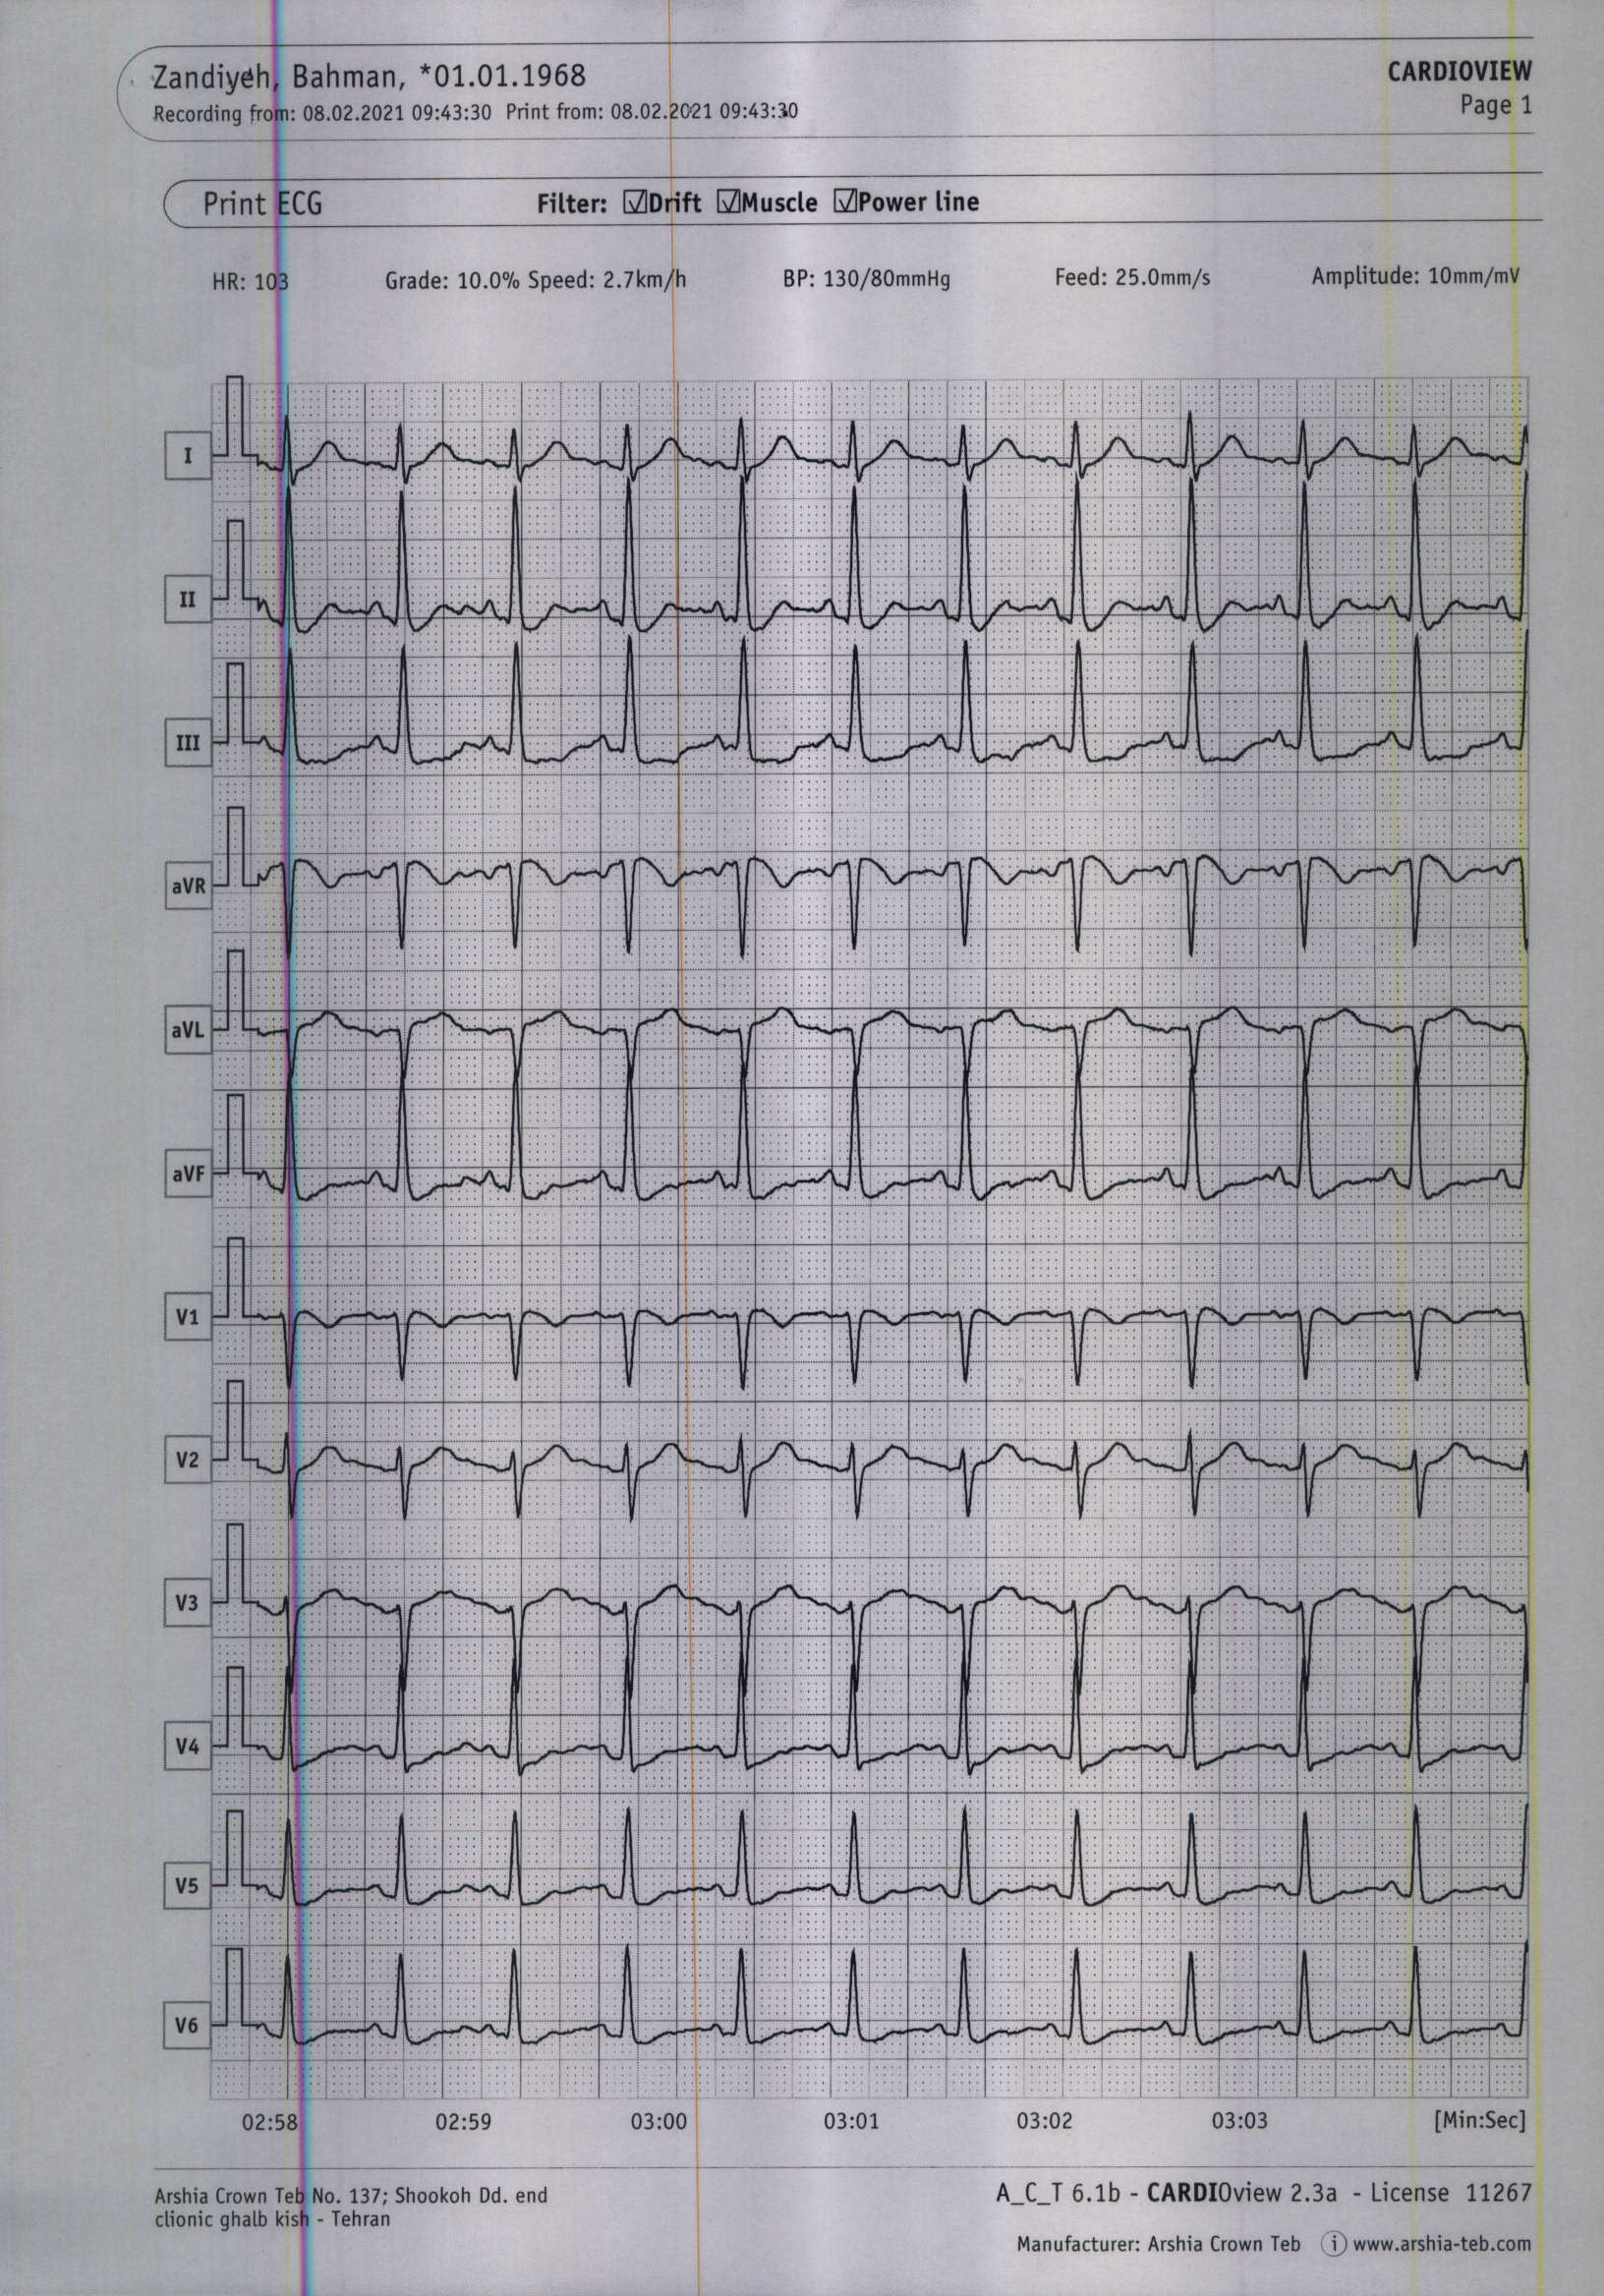 Zandiyeh, Bahman, *01.01.1968
CARDIOVIEW
Recording from: 08.02.2021 09:43:30 Print from: 08.02.2021 09:43:30
Page 1
Print ECG
Filter: ☑Drift ☑Muscle ☑Power line
HR: 103
Grade: 10.0% Speed: 2.7km/h
BP: 130/80mmHg
Feed: 25.0mm/s
Amplitude: 10mm/mV
I
II
III
aVR
aVL
aVF
V1
V2
V3
V4
V5
V6
02:58
02:59
03:00
03:01
03:02
03:03
[Min:Sec]
Arshia Crown Teb No. 137; Shookoh Dd. end
clionic ghalb kish - Tehran
A_C_T 6.1b - CARDIOview 2.3a - License 11267
Manufacturer: Arshia Crown Teb ⓘ www.arshia-teb.com